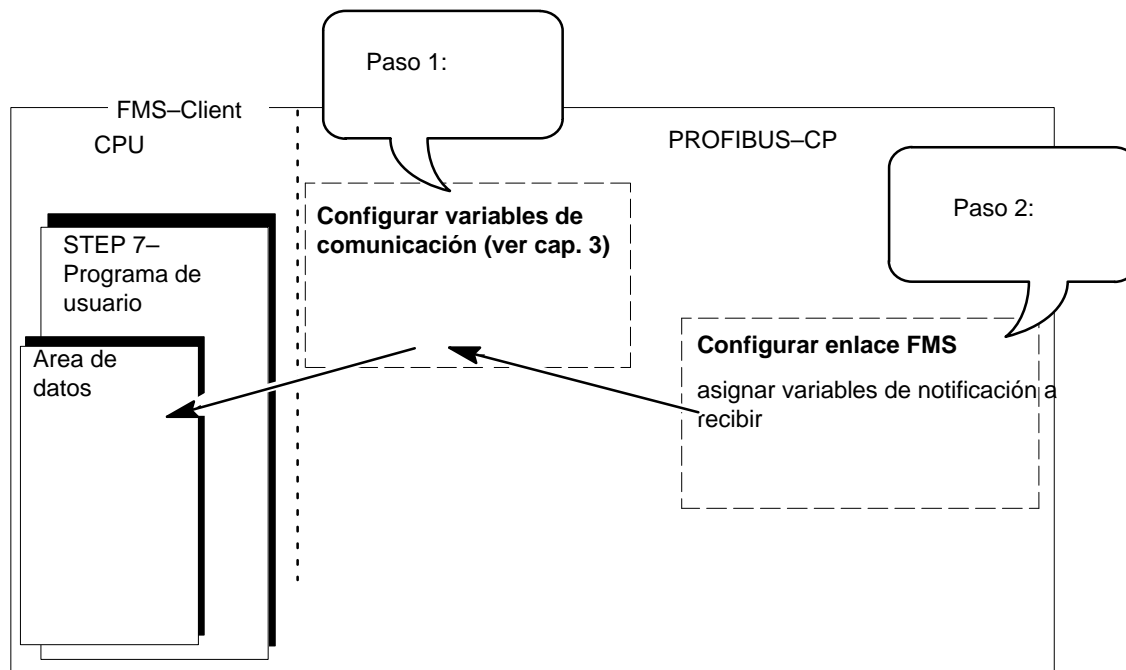 Paso 1:
FMS–Client
CPU
PROFIBUS–CP
Paso 2:
Configurar variables de
comunicación (ver cap. 3)
STEP 7–
Programa de
usuario
Configurar enlace FMS
asignar variables de notificación a
recibir
Area de
datos